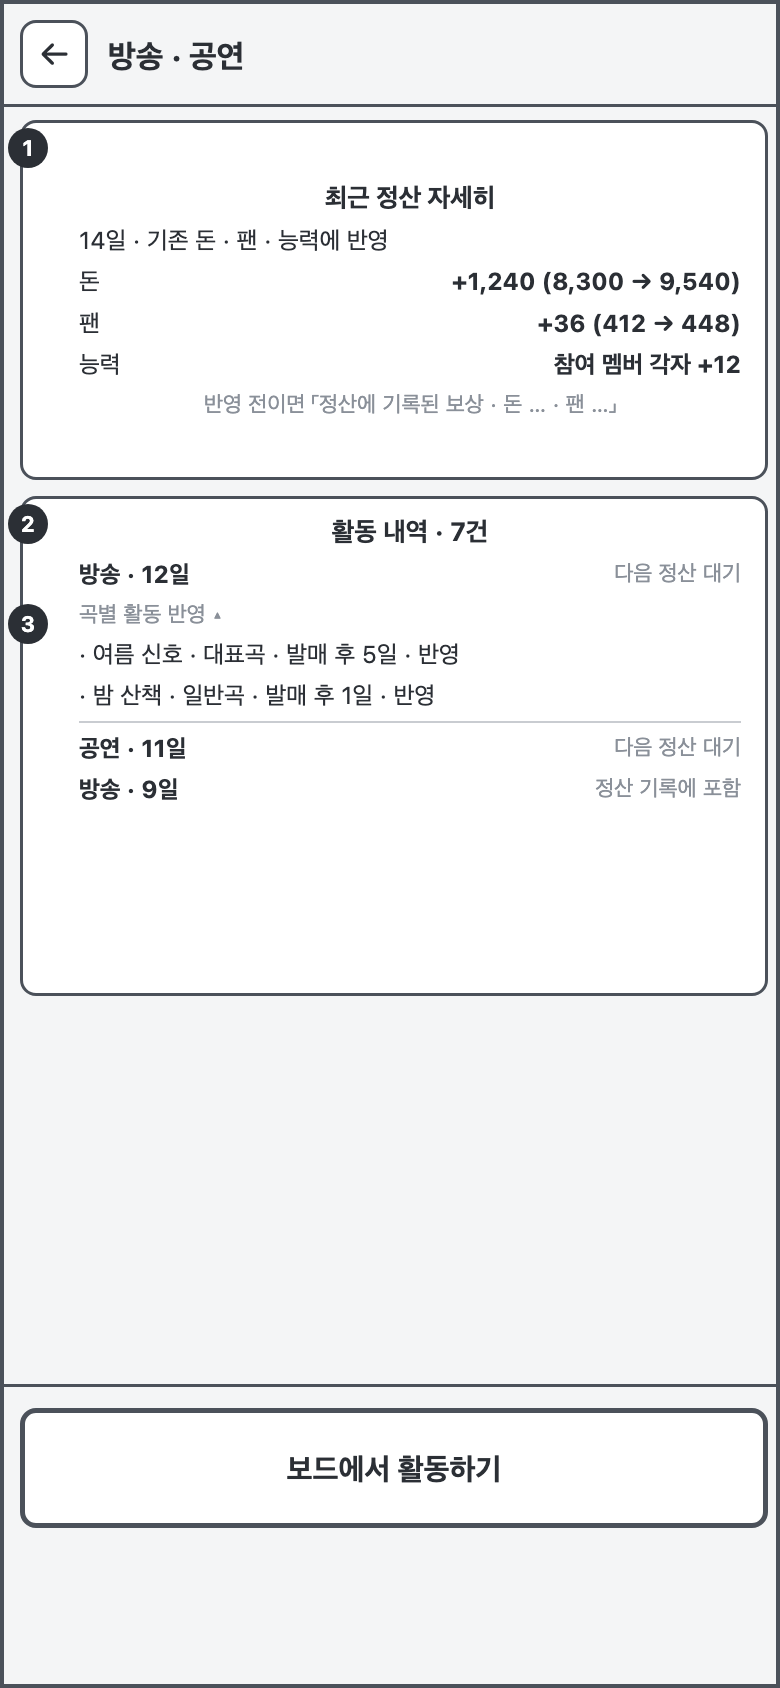 방송 · 공연
1
최근 정산 자세히
14일 · 기존 돈 · 팬 · 능력에 반영
돈 +1,240 (8,300 → 9,540)
팬 +36 (412 → 448)
능력 참여 멤버 각자 +12
반영 전이면 「정산에 기록된 보상 · 돈 … · 팬 …」
2
활동 내역 · 7건
방송 · 12일 다음 정산 대기
3
곡별 활동 반영 ▴
· 여름 신호 · 대표곡 · 발매 후 5일 · 반영
· 밤 산책 · 일반곡 · 발매 후 1일 · 반영
공연 · 11일 다음 정산 대기
방송 · 9일 정산 기록에 포함
보드에서 활동하기